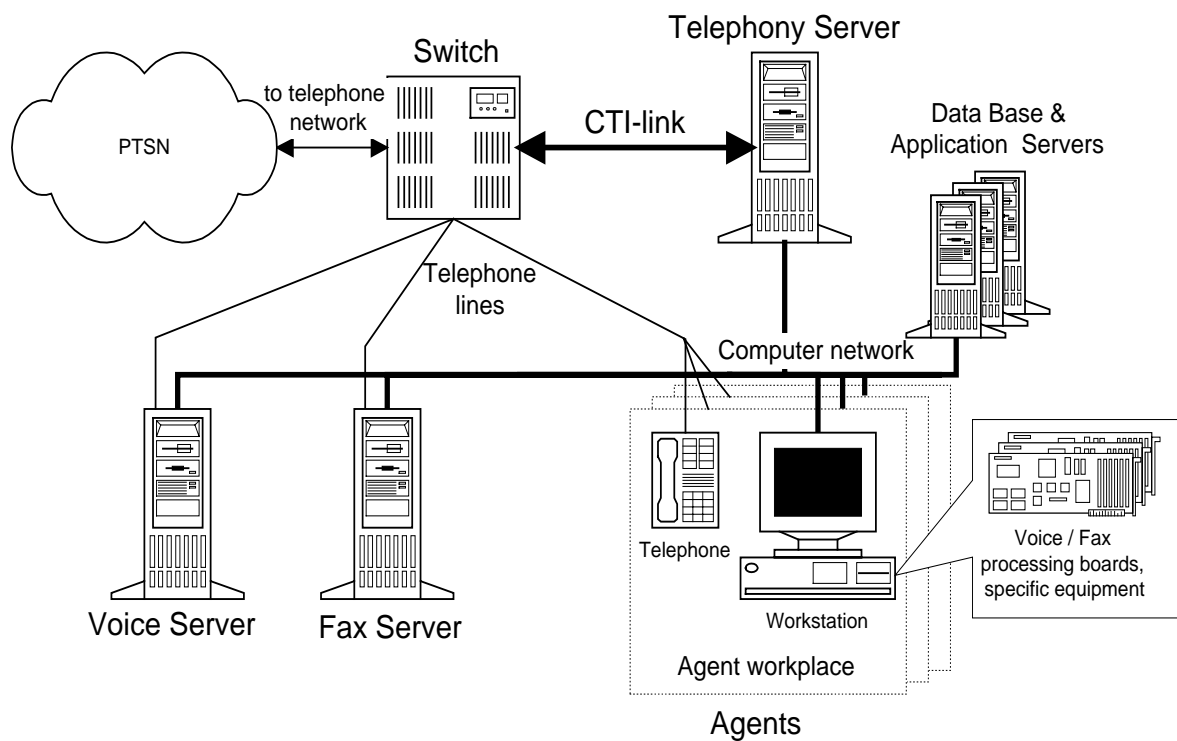 Telephony Server
Switch
to telephone
network
PTSN
CTI-link
Data Base &
Application Servers
Telephone
lines
Computer network
Telephone
Workstation
Voice / Fax
processing boards,
specific equipment
Voice Server
Fax Server
Agent workplace
Agents